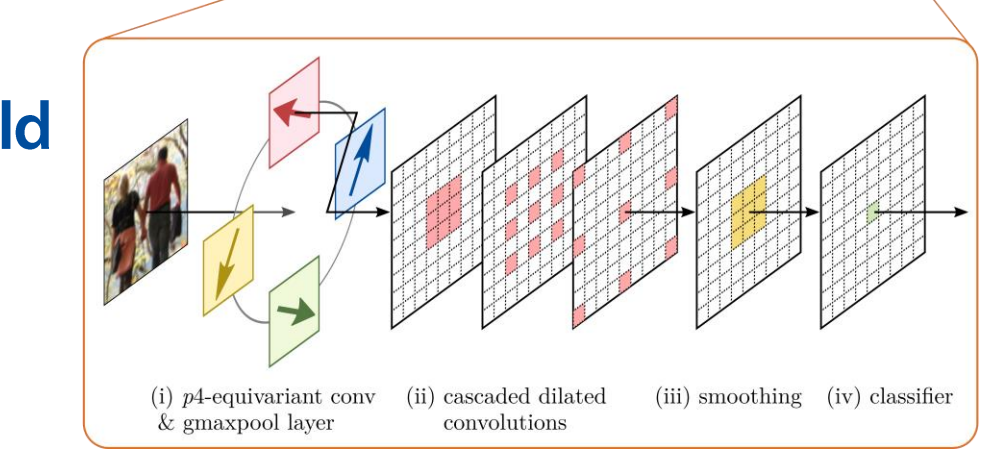 ld
(i) p4-equivariant conv
& gmaxpool layer
(ii) cascaded dilated
convolutions
(iii) smoothing
(iv) classifier